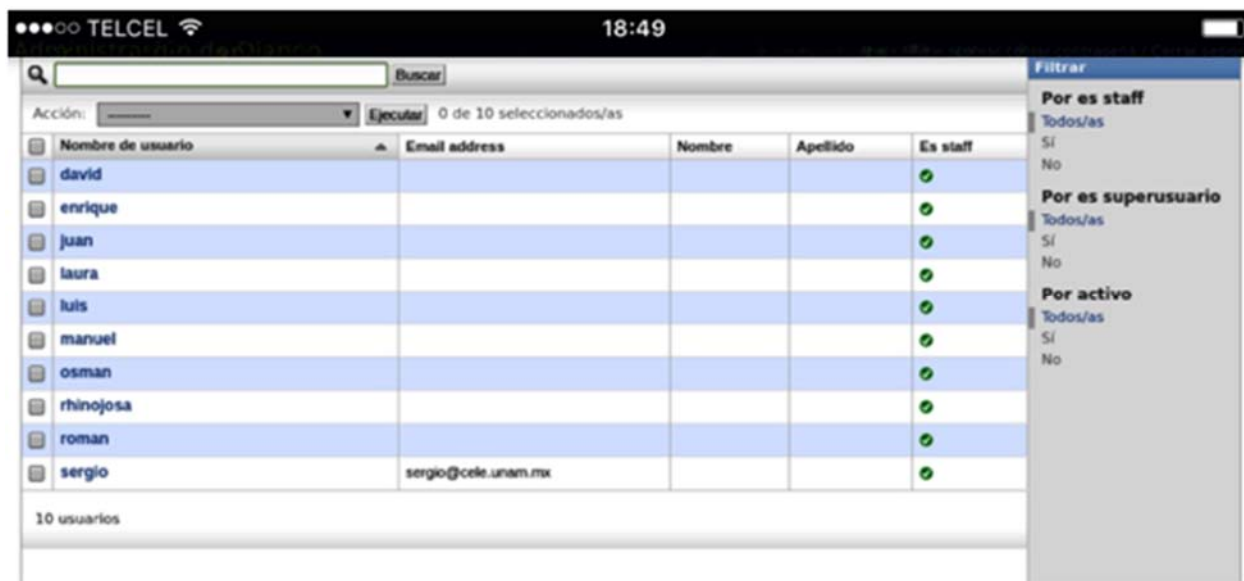 TELCEL 18:49
Administración de Django
Buscar
Acción: --------- Ejecutar 0 de 10 seleccionados/as
Nombre de usuario Email address Nombre Apellido Es staff
david
enrique
juan
laura
luis
manuel
osman
rhinojosa
roman
sergio sergio@cele.unam.mx
10 usuarios
Filtrar
Por es staff
Todos/as
Sí
No
Por es superusuario
Todos/as
Sí
No
Por activo
Todos/as
Sí
No